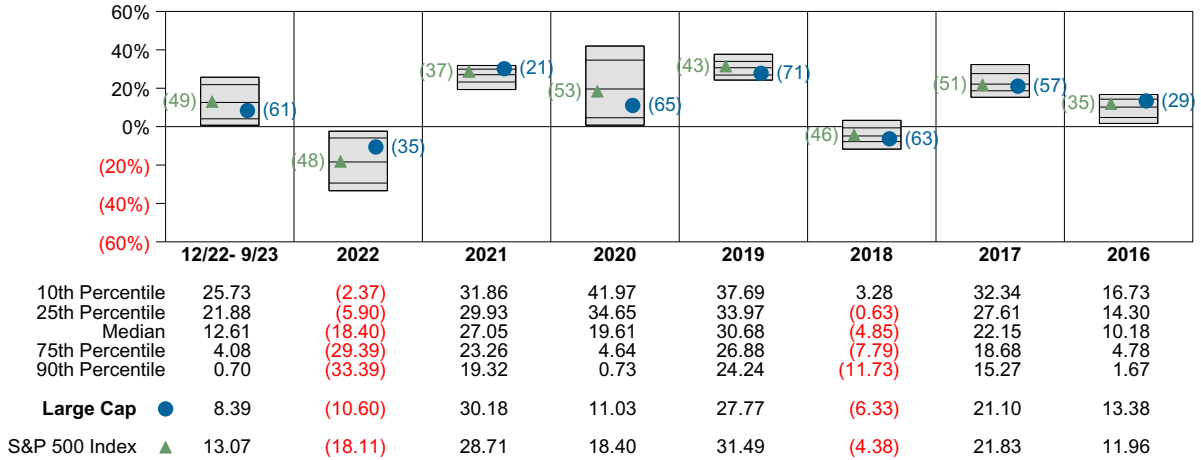 60%
40%
20%
0%
(20%)
(40%)
(60%)
(49) (61)
(48) (35)
(37) (21)
(53) (65)
(43) (71)
(46) (63)
(51) (57)
(35) (29)
12/22- 9/23 2022 2021 2020 2019 2018 2017 2016
10th Percentile 25.73 (2.37) 31.86 41.97 37.69 3.28 32.34 16.73
25th Percentile 21.88 (5.90) 29.93 34.65 33.97 (0.63) 27.61 14.30
Median 12.61 (18.40) 27.05 19.61 30.68 (4.85) 22.15 10.18
75th Percentile 4.08 (29.39) 23.26 4.64 26.88 (7.79) 18.68 4.78
90th Percentile 0.70 (33.39) 19.32 0.73 24.24 (11.73) 15.27 1.67
Large Cap 8.39 (10.60) 30.18 11.03 27.77 (6.33) 21.10 13.38
S&P 500 Index 13.07 (18.11) 28.71 18.40 31.49 (4.38) 21.83 11.96